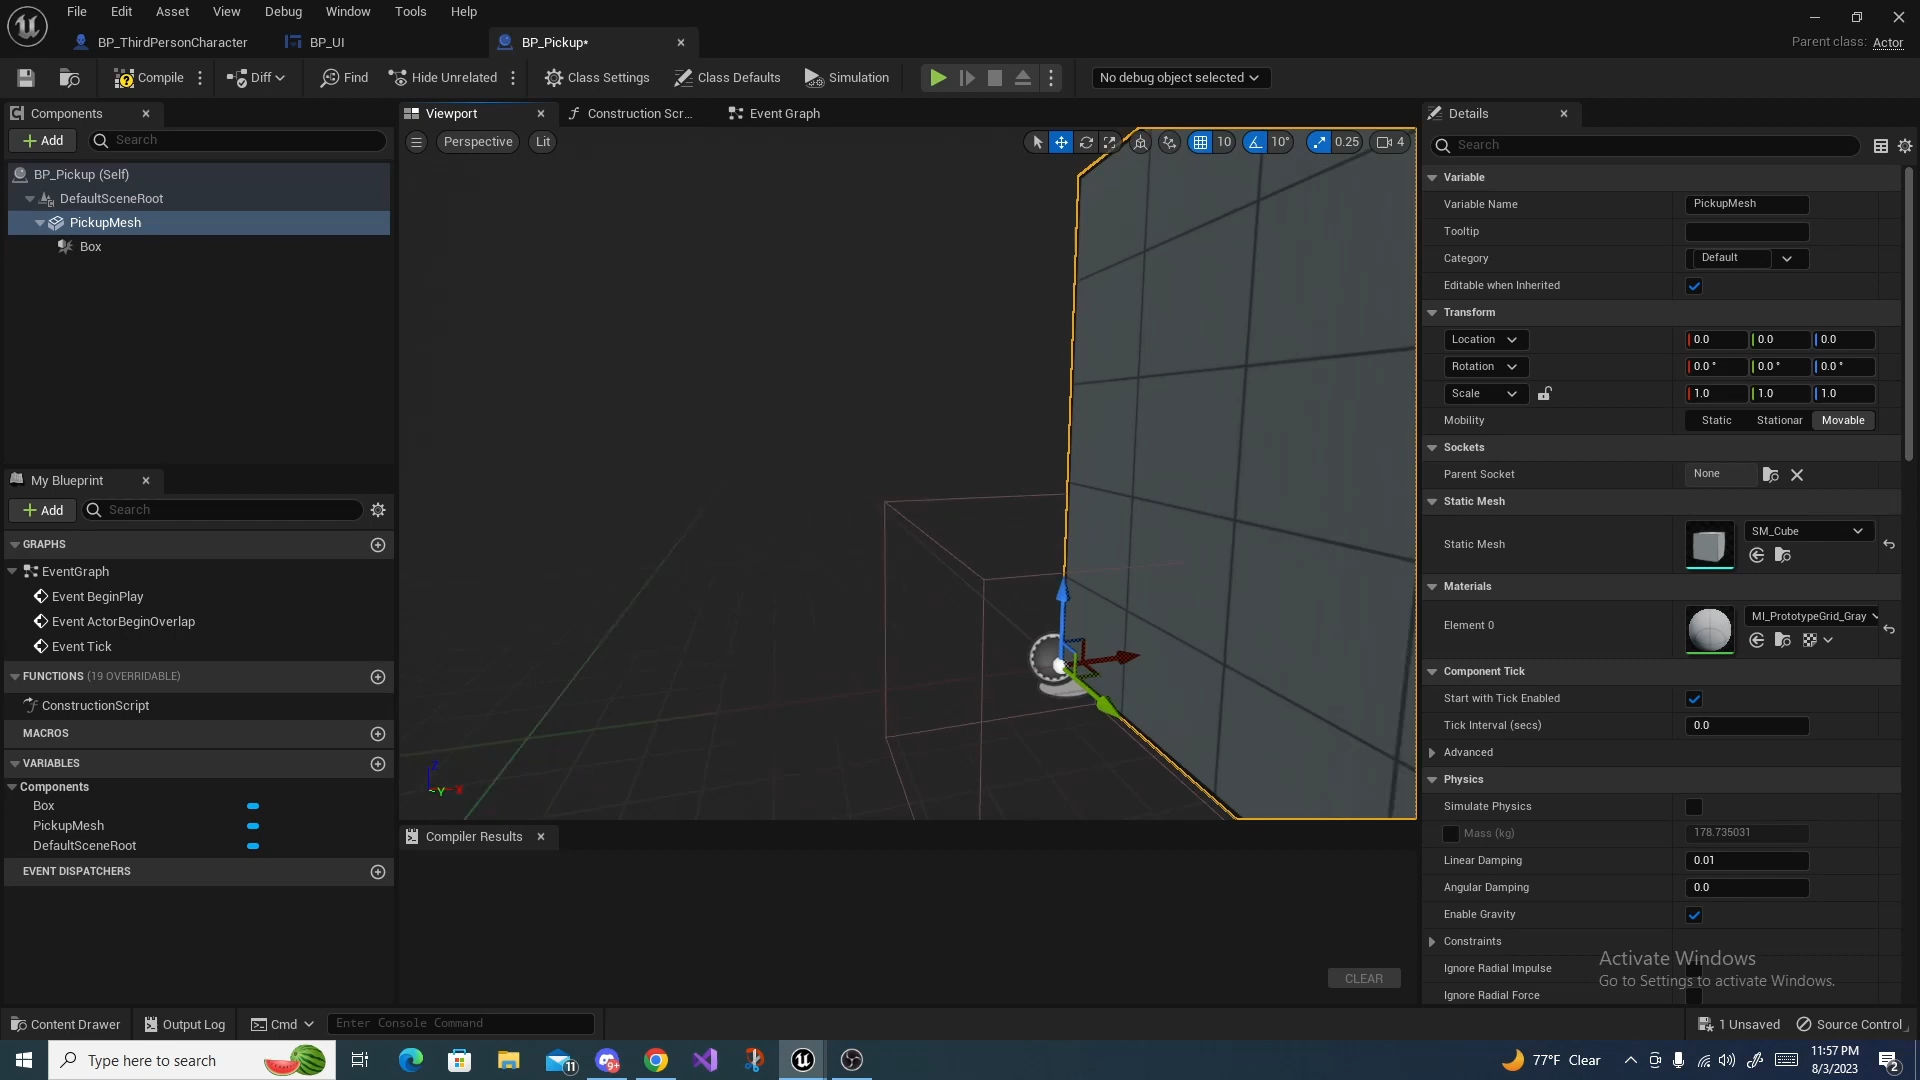 File Edit Asset View Debug Window Tools Help
BP_ThirdPersonCharacter BP_UI BP_Pickup*
Parent class: Actor
Compile Diff Find Hide Unrelated Class Settings Class Defaults Simulation No debug object selected
Components
Add Search
BP_Pickup (Self)
DefaultSceneRoot
PickupMesh
Box
My Blueprint
Add Search
GRAPHS
EventGraph
Event BeginPlay
Event ActorBeginOverlap
Event Tick
FUNCTIONS (19 OVERRIDABLE)
ConstructionScript
MACROS
VARIABLES
Components
Box
PickupMesh
DefaultSceneRoot
EVENT DISPATCHERS
Viewport Construction Scr... Event Graph
Perspective Lit 10 10° 0.25 4
Z
Y X
Compiler Results
CLEAR
Details
Search
Variable
Variable Name PickupMesh
Tooltip
Category Default
Editable when Inherited
Transform
Location 0.0 0.0 0.0
Rotation 0.0 ° 0.0 ° 0.0 °
Scale 1.0 1.0 1.0
Mobility Static Stationar Movable
Sockets
Parent Socket None
Static Mesh
Static Mesh SM_Cube
Materials
Element 0 MI_PrototypeGrid_Gray
Component Tick
Start with Tick Enabled
Tick Interval (secs) 0.0
Advanced
Physics
Simulate Physics
Mass (kg) 178.735031
Linear Damping 0.01
Angular Damping 0.0
Enable Gravity
Constraints
Ignore Radial Impulse
Ignore Radial Force
Activate Windows
Go to Settings to activate Windows.
Content Drawer Output Log Cmd Enter Console Command 1 Unsaved Source Control
Type here to search 11 9+ 77°F Clear 11:57 PM
8/3/2023 2